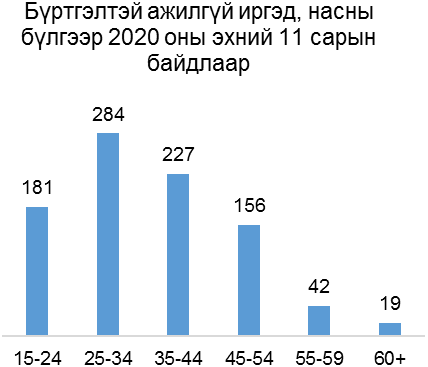 Бүртгэлтэй ажилгүй иргэд, насны
бүлгээр 2020 оны эхний 11 сарын
байдлаар
284
227
181
156
42
19
15-24 25-34 35-44 45-54 55-59 60+